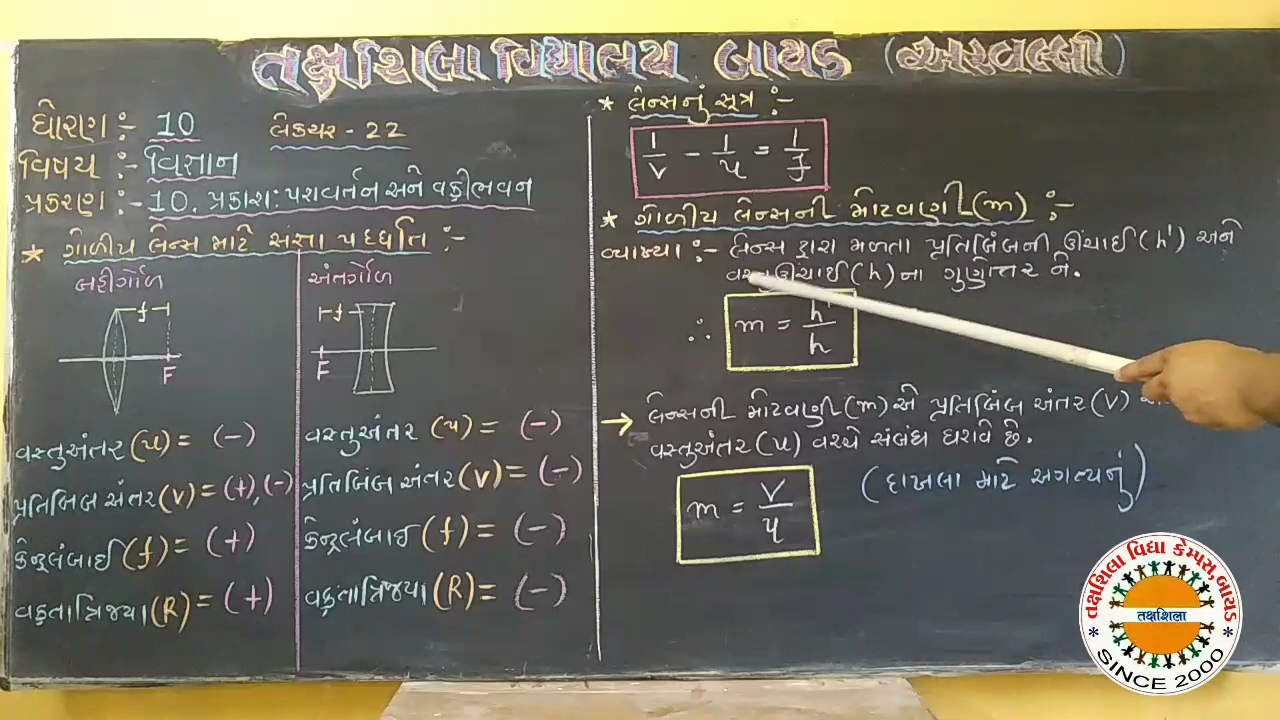 તક્ષશિલા વિદ્યાલય બાયડ (અરવલ્લી)
ધોરણ :- 10
લેક્ચર - 22
વિષય :- વિજ્ઞાન
પ્રકરણ :- 10. પ્રકાશ: પરાવર્તન અને વક્રીભવન
★ ગોળીય લેન્સ માટે સંજ્ઞા પધ્ધતિ :-
બહીર્ગોળ
f
F
વસ્તુઅંતર (u) = (-)
પ્રતિબિંબ અંતર (v) = (+), (-)
કેન્દ્રલંબાઈ (f) = (+)
વક્રતાત્રિજ્યા (R) = (+)
અંતર્ગોળ
f
F
વસ્તુઅંતર (u) = (-)
પ્રતિબિંબ અંતર (v) = (-)
કેન્દ્રલંબાઈ (f) = (-)
વક્રતાત્રિજ્યા (R) = (-)
★ લેન્સનું સૂત્ર :-
1/v - 1/u = 1/f
★ ગોળીય લેન્સની મોટવણી (m) :-
વ્યાખ્યા :- લેન્સ દ્વારા મળતા પ્રતિબિંબની ઊંચાઈ (h') અને
ઊંચાઈ (h) ના ગુણોત્તર ને.
∴ m = h'/h
→ લેન્સની મોટવણી (m) એ પ્રતિબિંબ અંતર (v)
વસ્તુઅંતર (u) વચ્ચે સંબંધ ધરાવે છે.
m = v/u
(દાખલા માટે અગત્યનું)
તક્ષશિલા વિદ્યા કેમ્પસ, બાયડ
તક્ષશિલા
* SINCE 2000 *